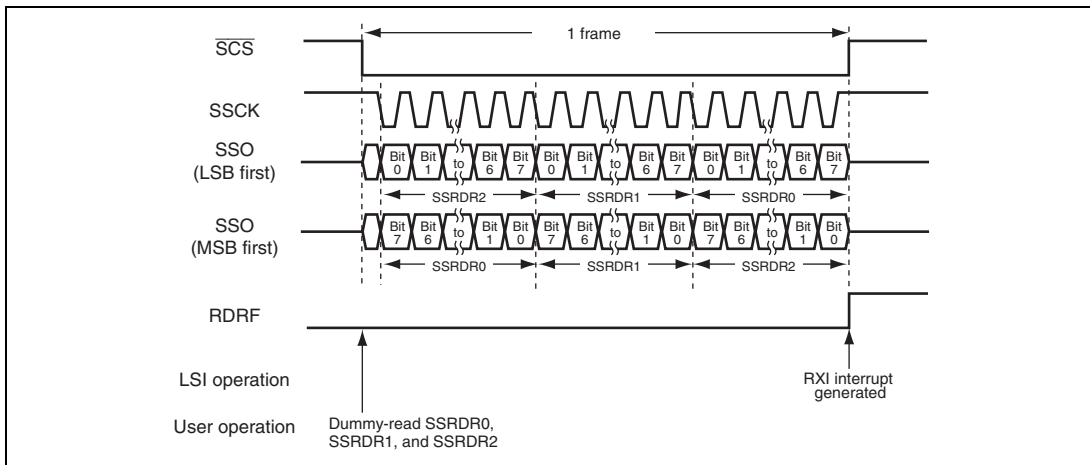 1 frame
SCS
SSCK
SSO
(LSB first)
Bit 0 Bit 1 to Bit 6 Bit 7 Bit 0 Bit 1 to Bit 6 Bit 7 Bit 0 Bit 1 to Bit 6 Bit 7
SSRDR2 SSRDR1 SSRDR0
SSO
(MSB first)
Bit 7 Bit 6 to Bit 1 Bit 0 Bit 7 Bit 6 to Bit 1 Bit 0 Bit 7 Bit 6 to Bit 1 Bit 0
SSRDR0 SSRDR1 SSRDR2
RDRF
LSI operation
RXI interrupt
generated
User operation
Dummy-read SSRDR0,
SSRDR1, and SSRDR2